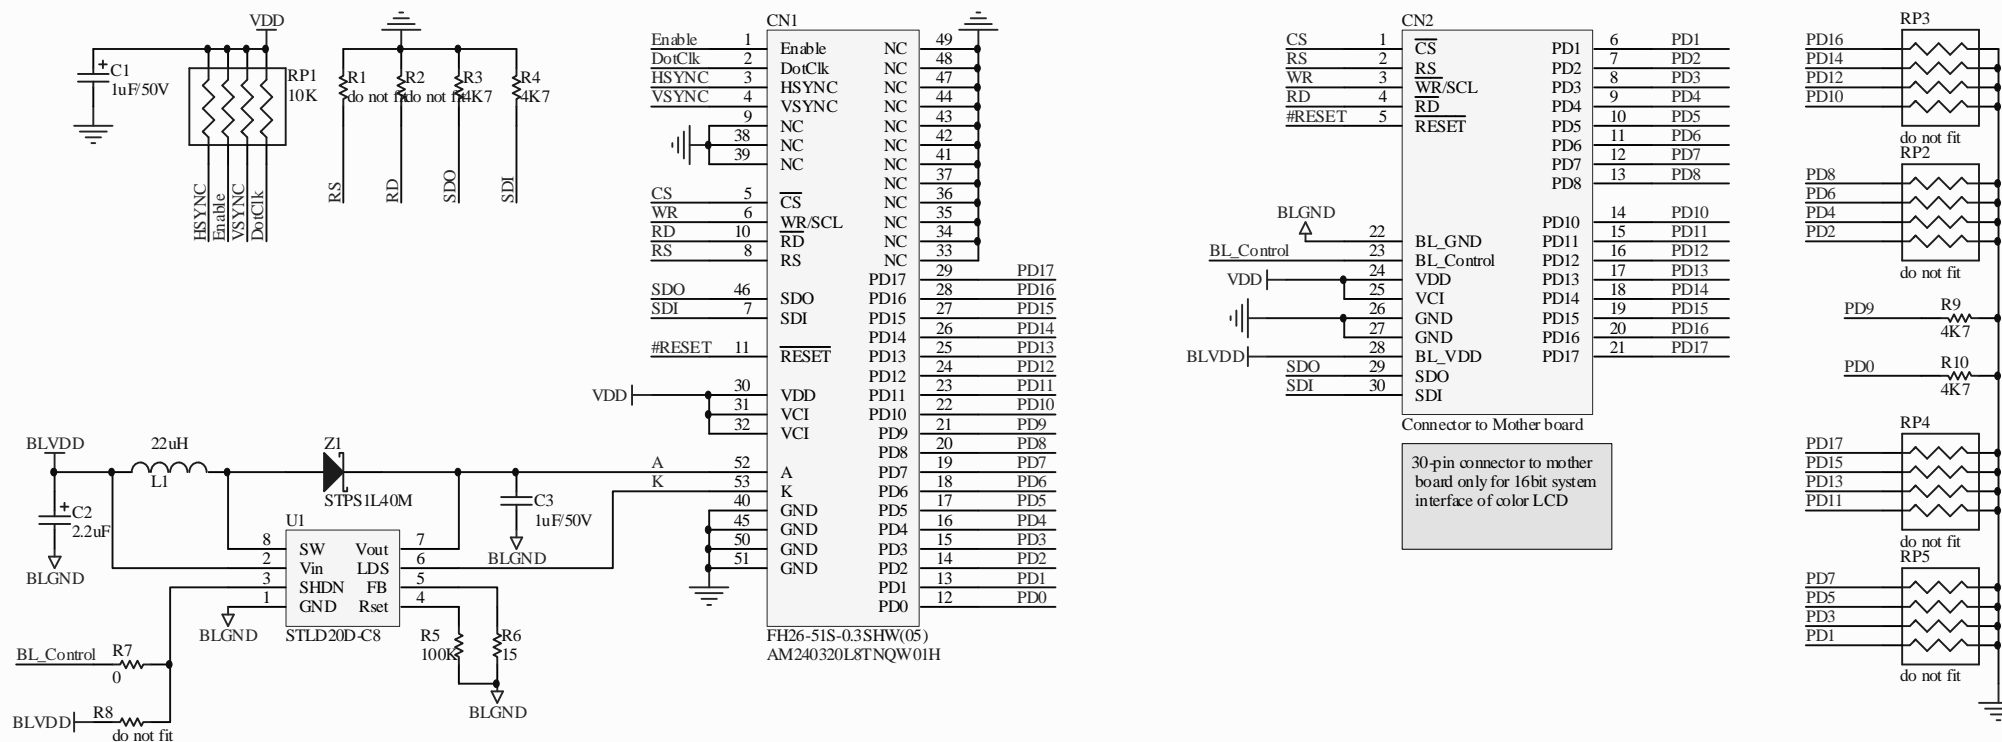 VDD
C1
1uF/50V
RP1
10K
HSYNC
Enable
VSYNC
DotClk
R1
do not fit
R2
do not fit
R3
4K7
R4
4K7
RS
RD
SDO
SDI
CN1
Enable 1 Enable NC 49
DotClk 2 DotClk NC 48
HSYNC 3 HSYNC NC 47
VSYNC 4 VSYNC NC 44
9 NC NC 43
38 NC NC 42
39 NC NC 41
NC 37
CS 5 CS NC 36
WR 6 WR/SCL NC 35
RD 10 RD NC 34
RS 8 RS NC 33
PD17 29 PD17
SDO 46 SDO PD16 28 PD16
SDI 7 SDI PD15 27 PD15
PD14 26 PD14
#RESET 11 RESET PD13 25 PD13
PD12 24 PD12
VDD 30 VDD PD11 23 PD11
31 VCI PD10 22 PD10
32 VCI PD9 21 PD9
PD8 20 PD8
A 52 A PD7 19 PD7
K 53 K PD6 18 PD6
40 GND PD5 17 PD5
45 GND PD4 16 PD4
50 GND PD3 15 PD3
51 GND PD2 14 PD2
PD1 13 PD1
PD0 12 PD0
FH26-51S-0.3SHW(05)
AM240320L8TNQW01H
BLVDD
22uH
L1
Z1
STPS1L40M
C2
2.2uF
BLGND
C3
1uF/50V
BLGND
U1
8 SW Vout 7
2 Vin LDS 6
3 SHDN FB 5
1 GND Rset 4
STLD20D-C8
BLGND
R5
100K
R6
15
BLGND
BL_Control
R7
0
BLVDD
R8
do not fit
CN2
CS 1 CS PD1 6 PD1
RS 2 RS PD2 7 PD2
WR 3 WR/SCL PD3 8 PD3
RD 4 RD PD4 9 PD4
#RESET 5 RESET PD5 10 PD5
PD6 11 PD6
PD7 12 PD7
PD8 13 PD8
PD10 14 PD10
BLGND 22 BL_GND PD11 15 PD11
BL_Control 23 BL_Control PD12 16 PD12
VDD 24 VDD PD13 17 PD13
25 VCI PD14 18 PD14
26 GND PD15 19 PD15
27 GND PD16 20 PD16
BLVDD 28 BL_VDD PD17 21 PD17
SDO 29 SDO
SDI 30 SDI
Connector to Mother board
30-pin connector to mother
board only for 16bit system
interface of color LCD
RP3
PD16
PD14
PD12
PD10
do not fit
RP2
PD8
PD6
PD4
PD2
do not fit
PD9
R9
4K7
PD0
R10
4K7
RP4
PD17
PD15
PD13
PD11
do not fit
RP5
PD7
PD5
PD3
PD1
do not fit